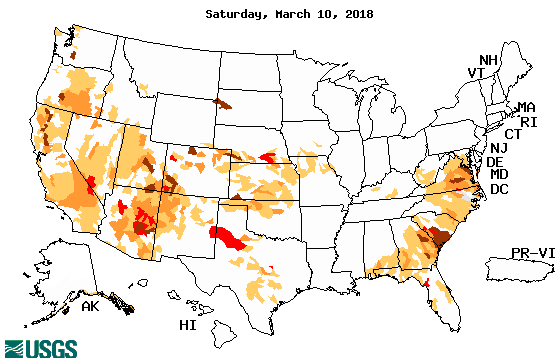 Saturday, March 10, 2018
NH
VT
MA
RI
CT
NJ
DE
MD
DC
PR-VI
AK
HI
USGS